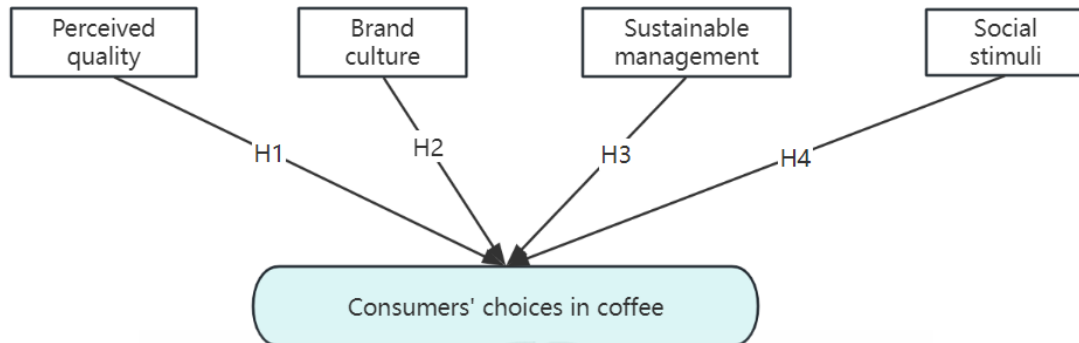 Perceived
quality
Brand
culture
Sustainable
management
Social
stimuli
H1
H2
H3
H4
Consumers' choices in coffee